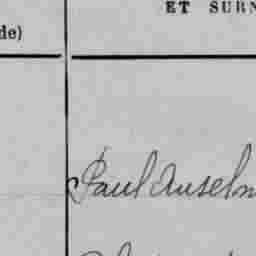 ET SURN
de)
Paul Anselm